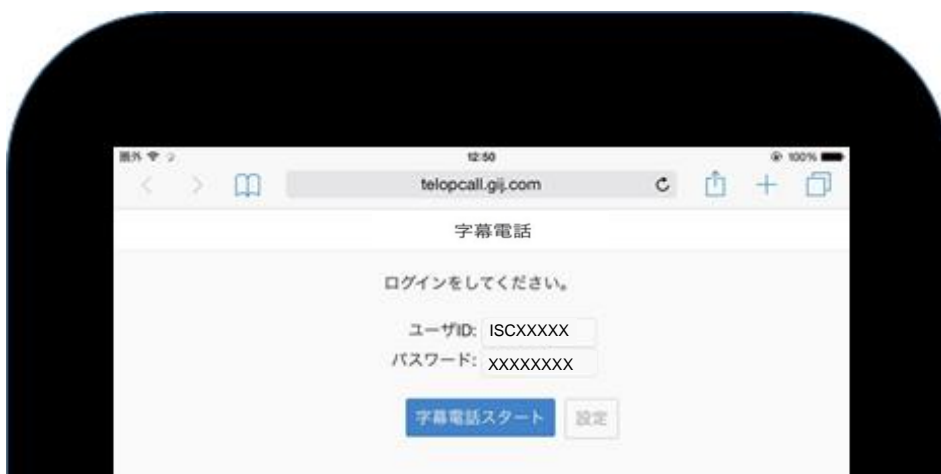 圏外 12:50 100%
telopcall.gij.com
字幕電話
ログインをしてください。
ユーザID: ISCXXXXX
パスワード: XXXXXXXX
字幕電話スタート 設定